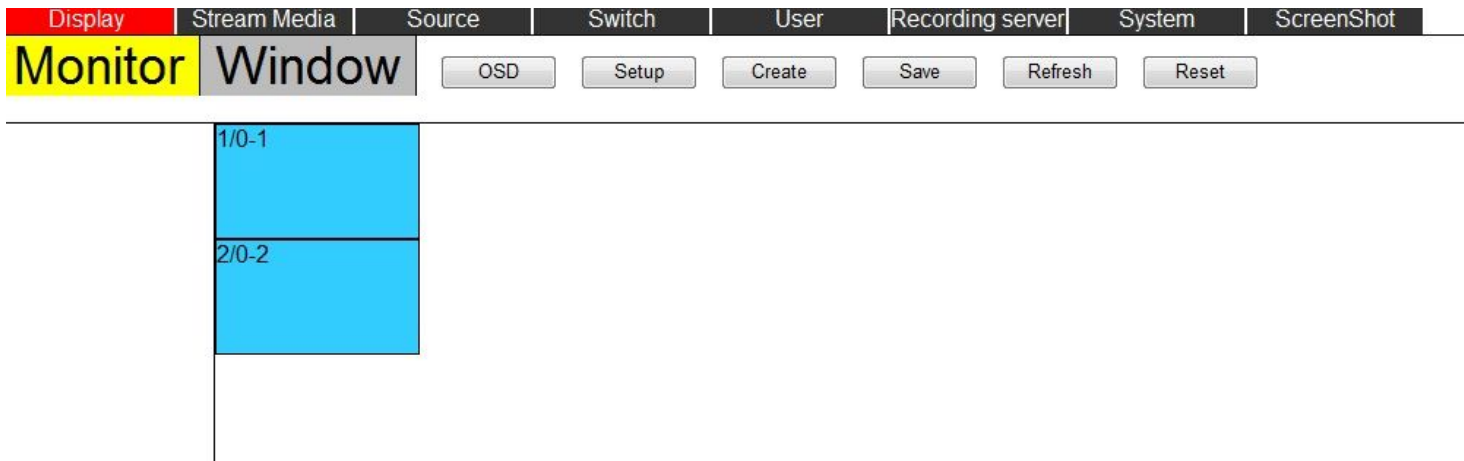 Display Stream Media Source Switch User Recording server System ScreenShot
Monitor Window OSD Setup Create Save Refresh Reset
1/0-1
2/0-2